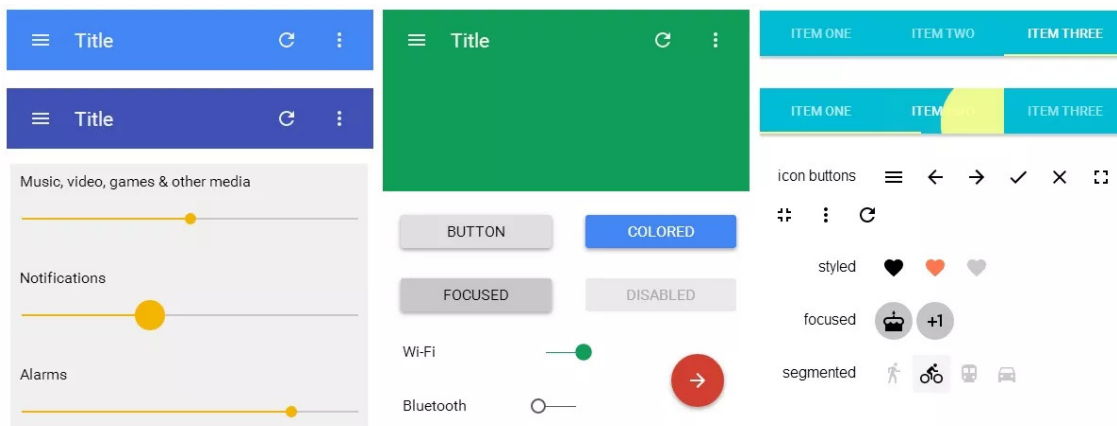 Title
Title
Music, video, games & other media
Notifications
Alarms
Title
BUTTON
COLORED
FOCUSED
DISABLED
Wi-Fi
Bluetooth
ITEM ONE
ITEM TWO
ITEM THREE
ITEM ONE
ITEM
ITEM THREE
icon buttons
styled
focused
+1
segmented